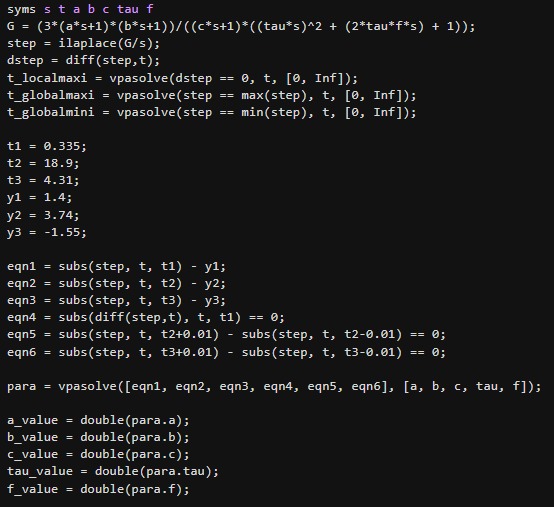 syms s t a b c tau f
G = (3*(a*s+1)*(b*s+1))/((c*s+1)*((tau*s)^2 + (2*tau*f*s) + 1));
step = ilaplace(G/s);
dstep = diff(step,t);
t_localmaxi = vpasolve(dstep == 0, t, [0, Inf]);
t_globalmaxi = vpasolve(step == max(step), t, [0, Inf]);
t_globalmini = vpasolve(step == min(step), t, [0, Inf]);
t1 = 0.335;
t2 = 18.9;
t3 = 4.31;
y1 = 1.4;
y2 = 3.74;
y3 = -1.55;
eqn1 = subs(step, t, t1) - y1;
eqn2 = subs(step, t, t2) - y2;
eqn3 = subs(step, t, t3) - y3;
eqn4 = subs(diff(step,t), t, t1) == 0;
eqn5 = subs(step, t, t2+0.01) - subs(step, t, t2-0.01) == 0;
eqn6 = subs(step, t, t3+0.01) - subs(step, t, t3-0.01) == 0;
para = vpasolve([eqn1, eqn2, eqn3, eqn4, eqn5, eqn6], [a, b, c, tau, f]);
a_value = double(para.a);
b_value = double(para.b);
c_value = double(para.c);
tau_value = double(para.tau);
f_value = double(para.f);